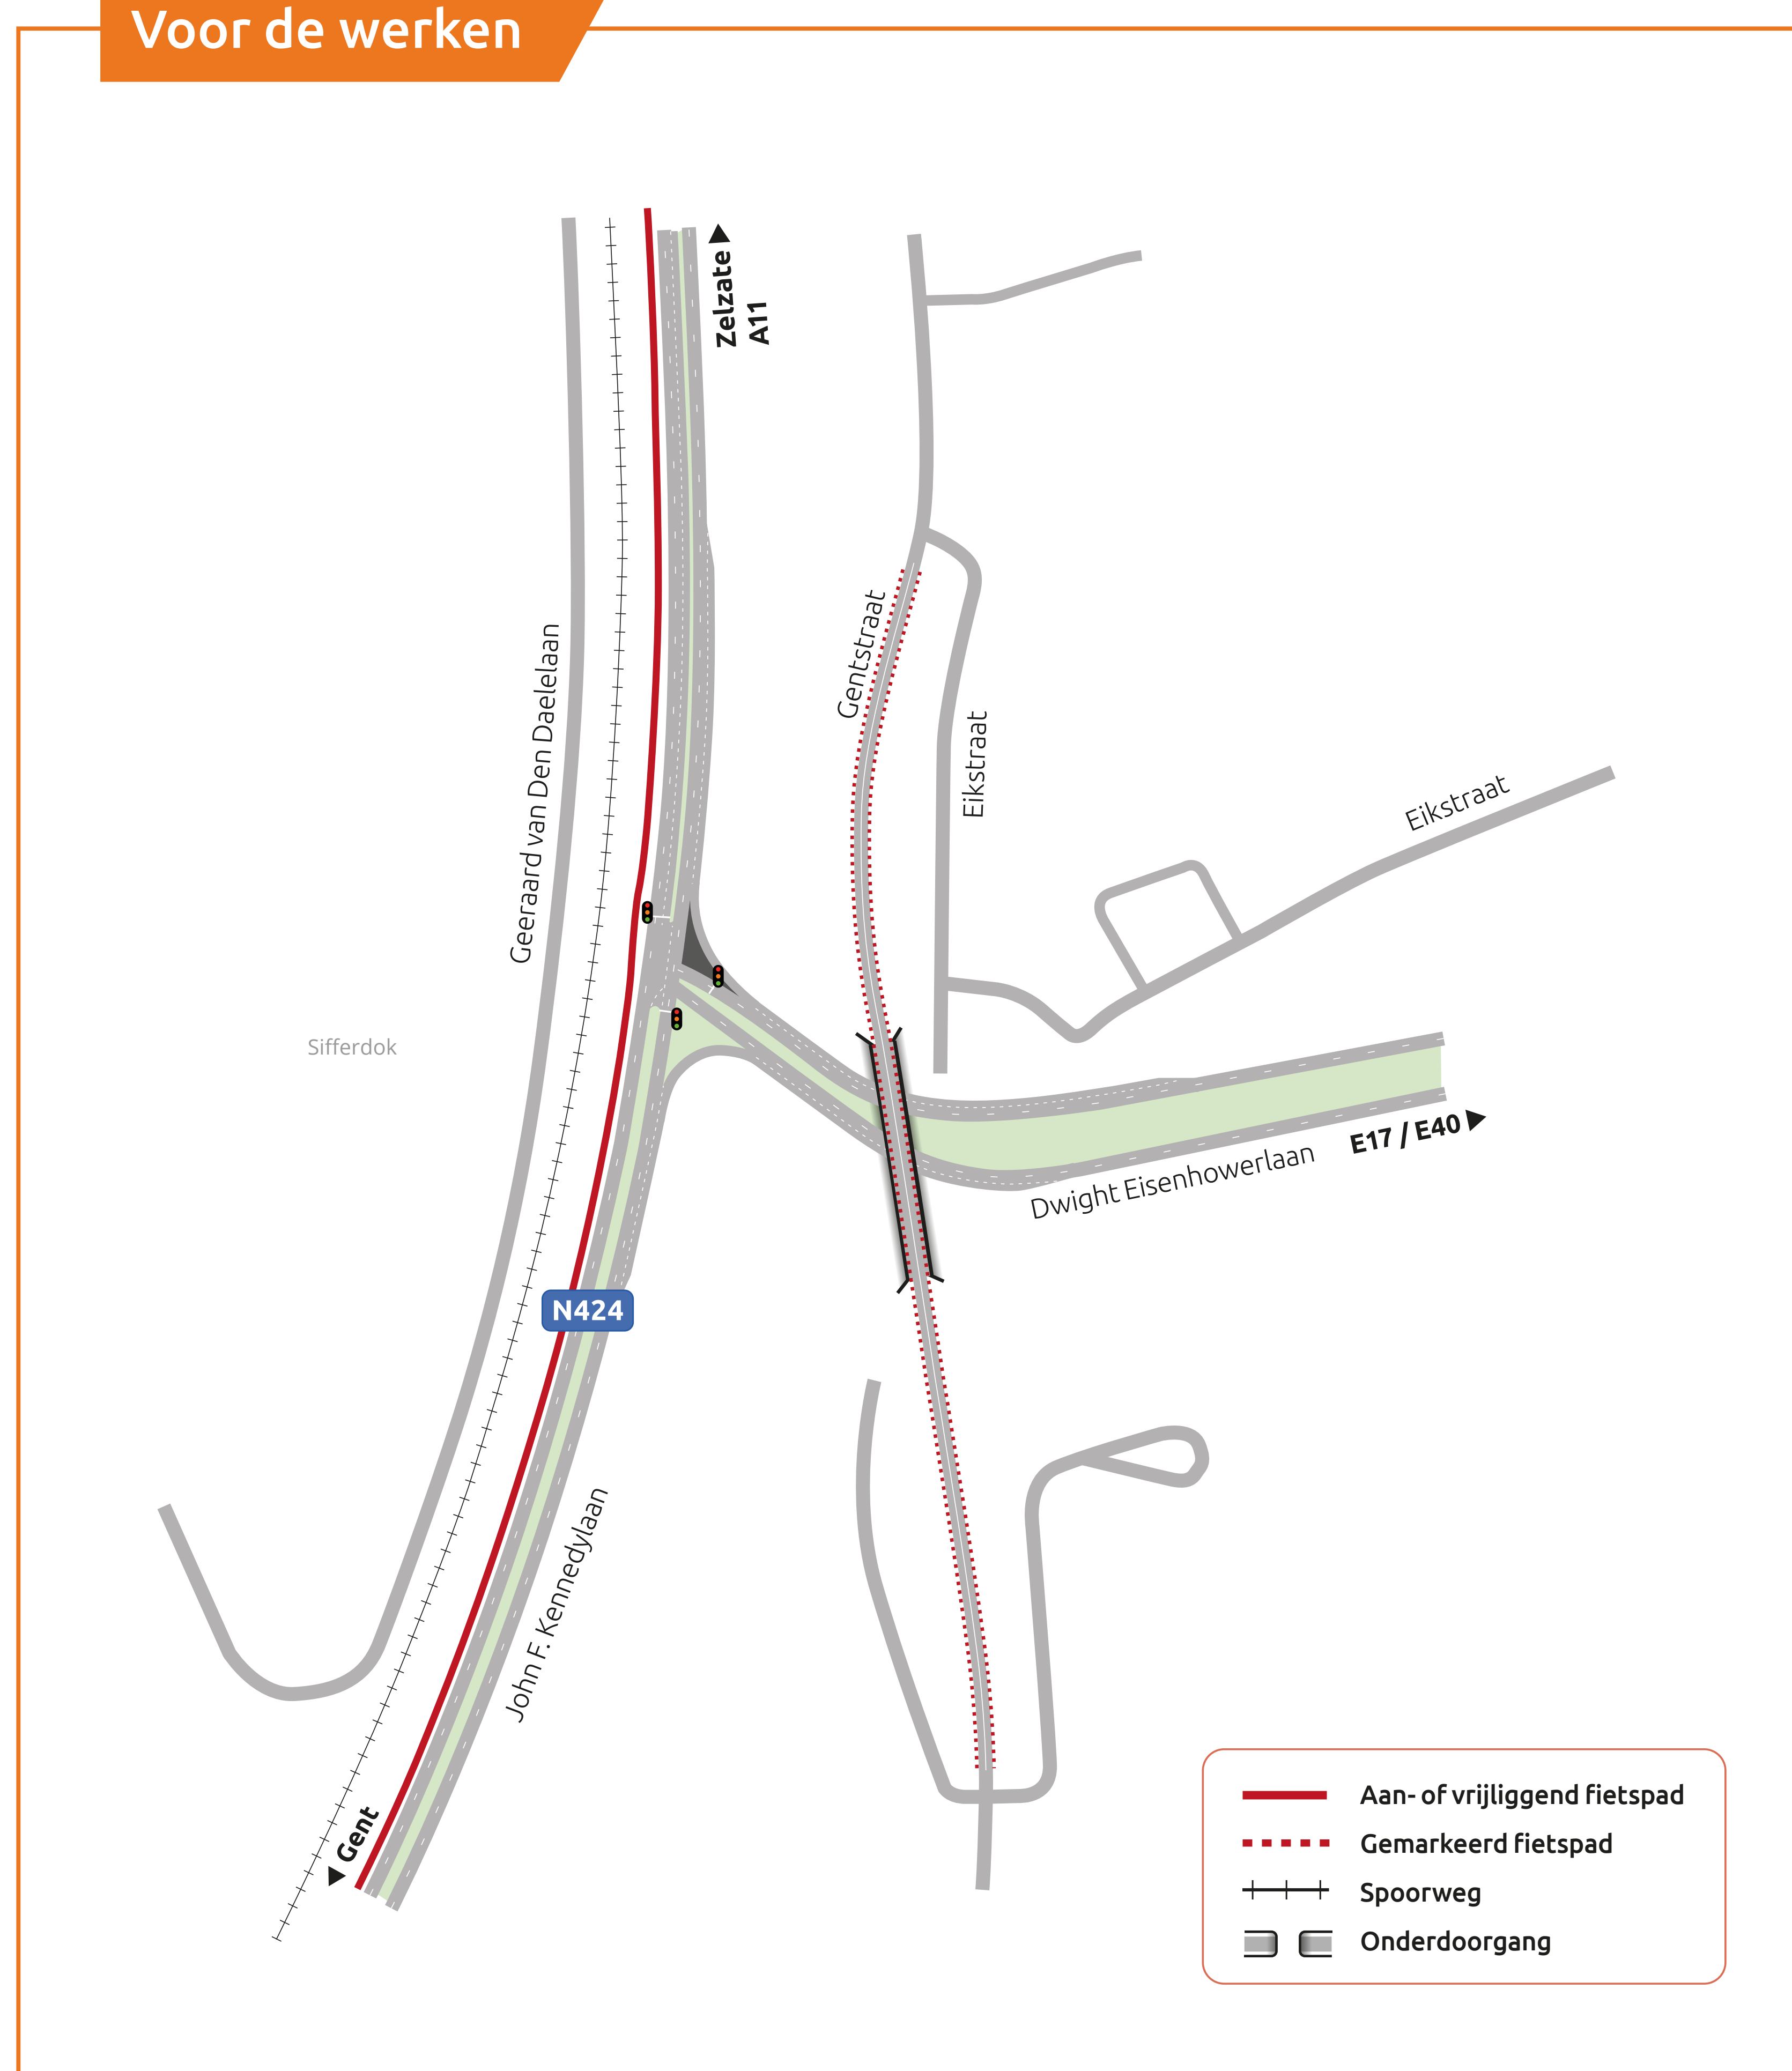 Voor de werken
Zelzate
A11
Gentstraat
Geeraard van Den Daelelaan
Eikstraat
Eikstraat
Sifferdok
E17 / E40
Dwight Eisenhowerlaan
N424
John F. Kennedylaan
Gent
Aan- of vrijliggend fietspad
Gemarkeerd fietspad
Spoorweg
Onderdoorgang